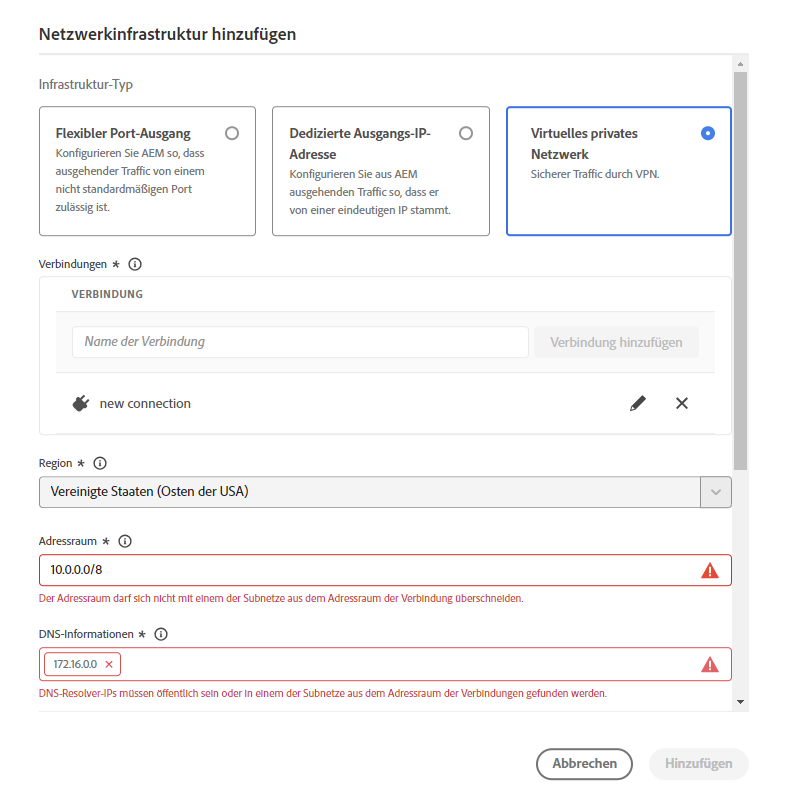 Netzwerkinfrastruktur hinzufügen
Infrastruktur-Typ
Flexibler Port-Ausgang
Konfigurieren Sie AEM so, dass
ausgehender Traffic von einem
nicht standardmäßigen Port
zulässig ist.
Dedizierte Ausgangs-IP-
Adresse
Konfigurieren Sie aus AEM
ausgehenden Traffic so, dass er
von einer eindeutigen IP stammt.
Virtuelles privates
Netzwerk
Sicherer Traffic durch VPN.
Verbindungen *
VERBINDUNG
Name der Verbindung
Verbindung hinzufügen
new connection
Region *
Vereinigte Staaten (Osten der USA)
Adressraum *
10.0.0.0/8
Der Adressraum darf sich nicht mit einem der Subnetze aus dem Adressraum der Verbindung überschneiden.
DNS-Informationen *
172.16.0.0
DNS-Resolver-IPs müssen öffentlich sein oder in einem der Subnetze aus dem Adressraum der Verbindungen gefunden werden.
Abbrechen
Hinzufügen